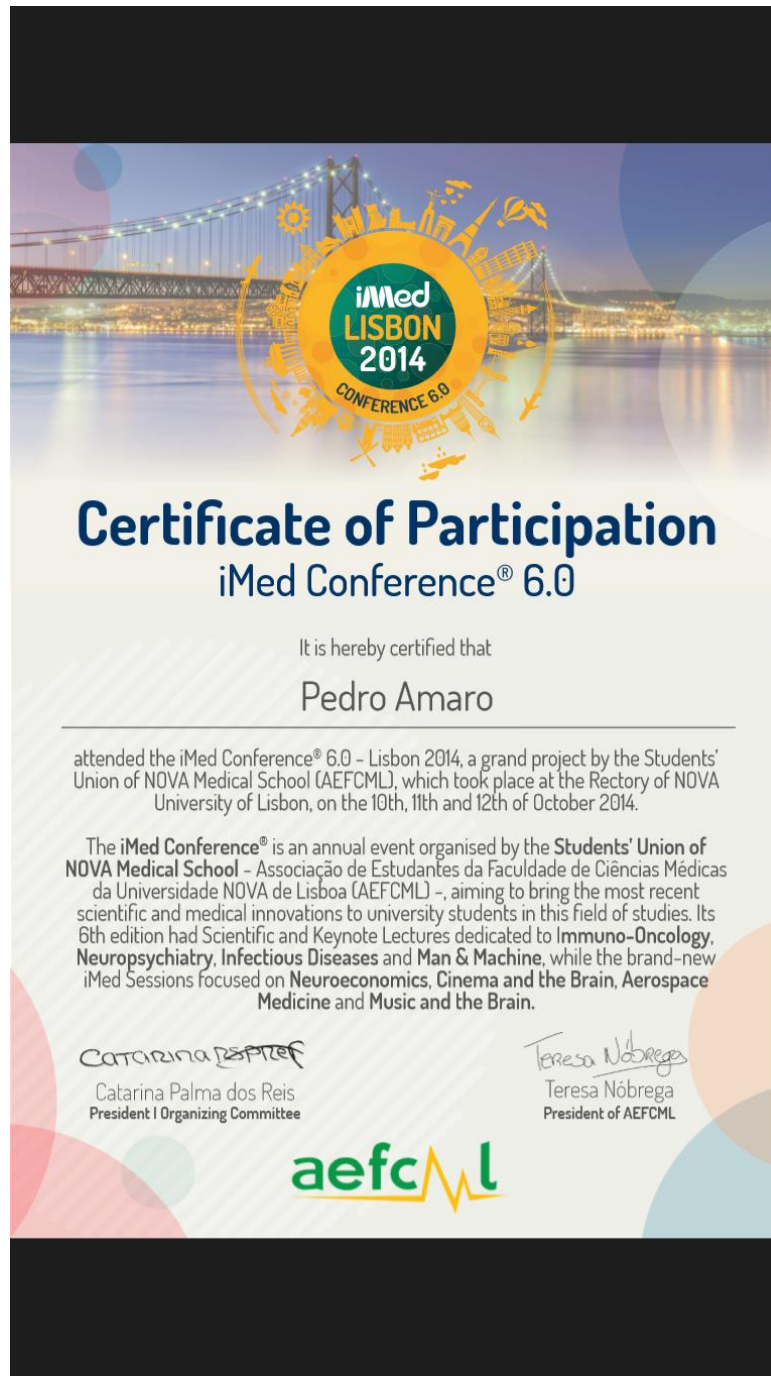 iMed
LISBON
2014
CONFERENCE 6.0
Certificate of Participation
iMed Conference® 6.0
It is hereby certified that
Pedro Amaro
attended the iMed Conference® 6.0 - Lisbon 2014, a grand project by the Students'
Union of NOVA Medical School (AEFCML), which took place at the Rectory of NOVA
University of Lisbon, on the 10th, 11th and 12th of October 2014.
The iMed Conference® is an annual event organised by the Students' Union of
NOVA Medical School - Associação de Estudantes da Faculdade de Ciências Médicas
da Universidade NOVA de Lisboa (AEFCML) -, aiming to bring the most recent
scientific and medical innovations to university students in this field of studies. Its
6th edition had Scientific and Keynote Lectures dedicated to Immuno-Oncology,
Neuropsychiatry, Infectious Diseases and Man & Machine, while the brand-new
iMed Sessions focused on Neuroeconomics, Cinema and the Brain, Aerospace
Medicine and Music and the Brain.
Catarina
Teresa Nóbrega
Catarina Palma dos Reis
President | Organizing Committee
Teresa Nóbrega
President of AEFCML
aefcml